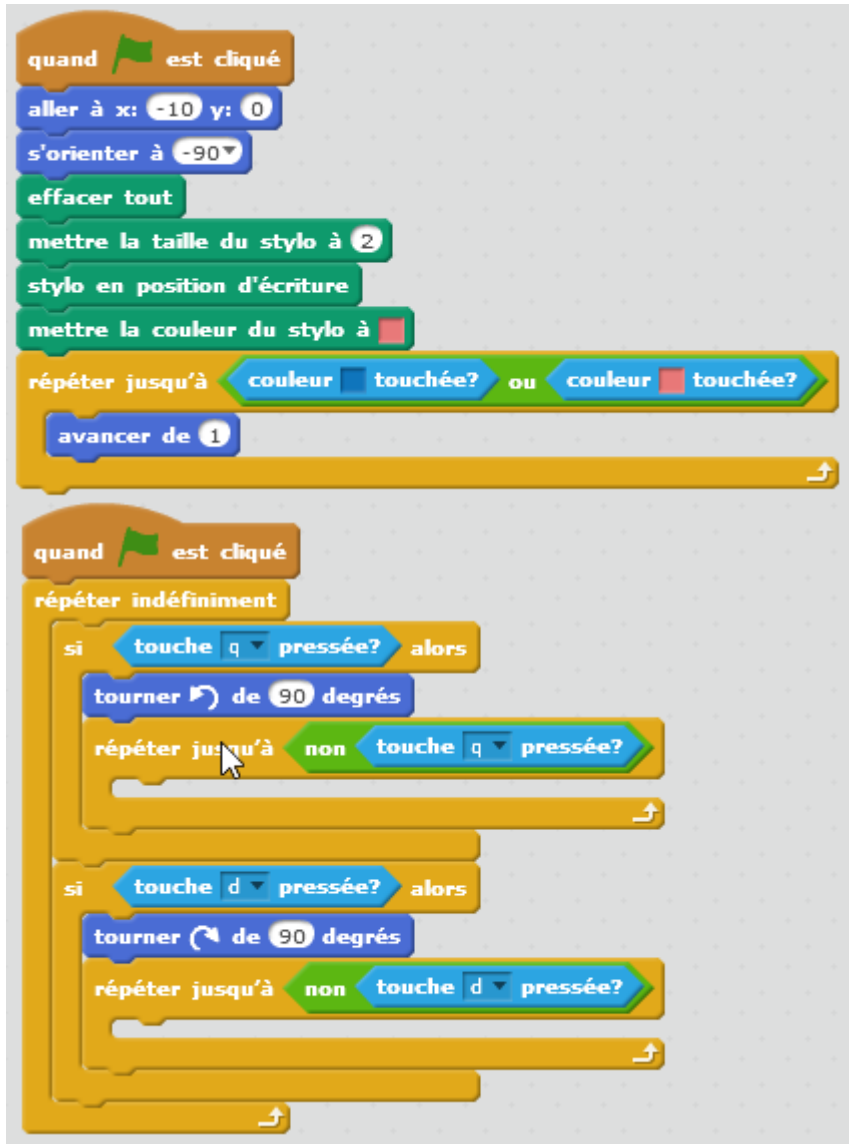 quand est cliqué
aller à x: -10 y: 0
s'orienter à -90
effacer tout
mettre la taille du stylo à 2
stylo en position d'écriture
mettre la couleur du stylo à
répéter jusqu'à couleur touchée? ou couleur touchée?
avancer de 1
quand est cliqué
répéter indéfiniment
si touche q pressée? alors
tourner de 90 degrés
répéter jusqu'à non touche q pressée?
si touche d pressée? alors
tourner de 90 degrés
répéter jusqu'à non touche d pressée?